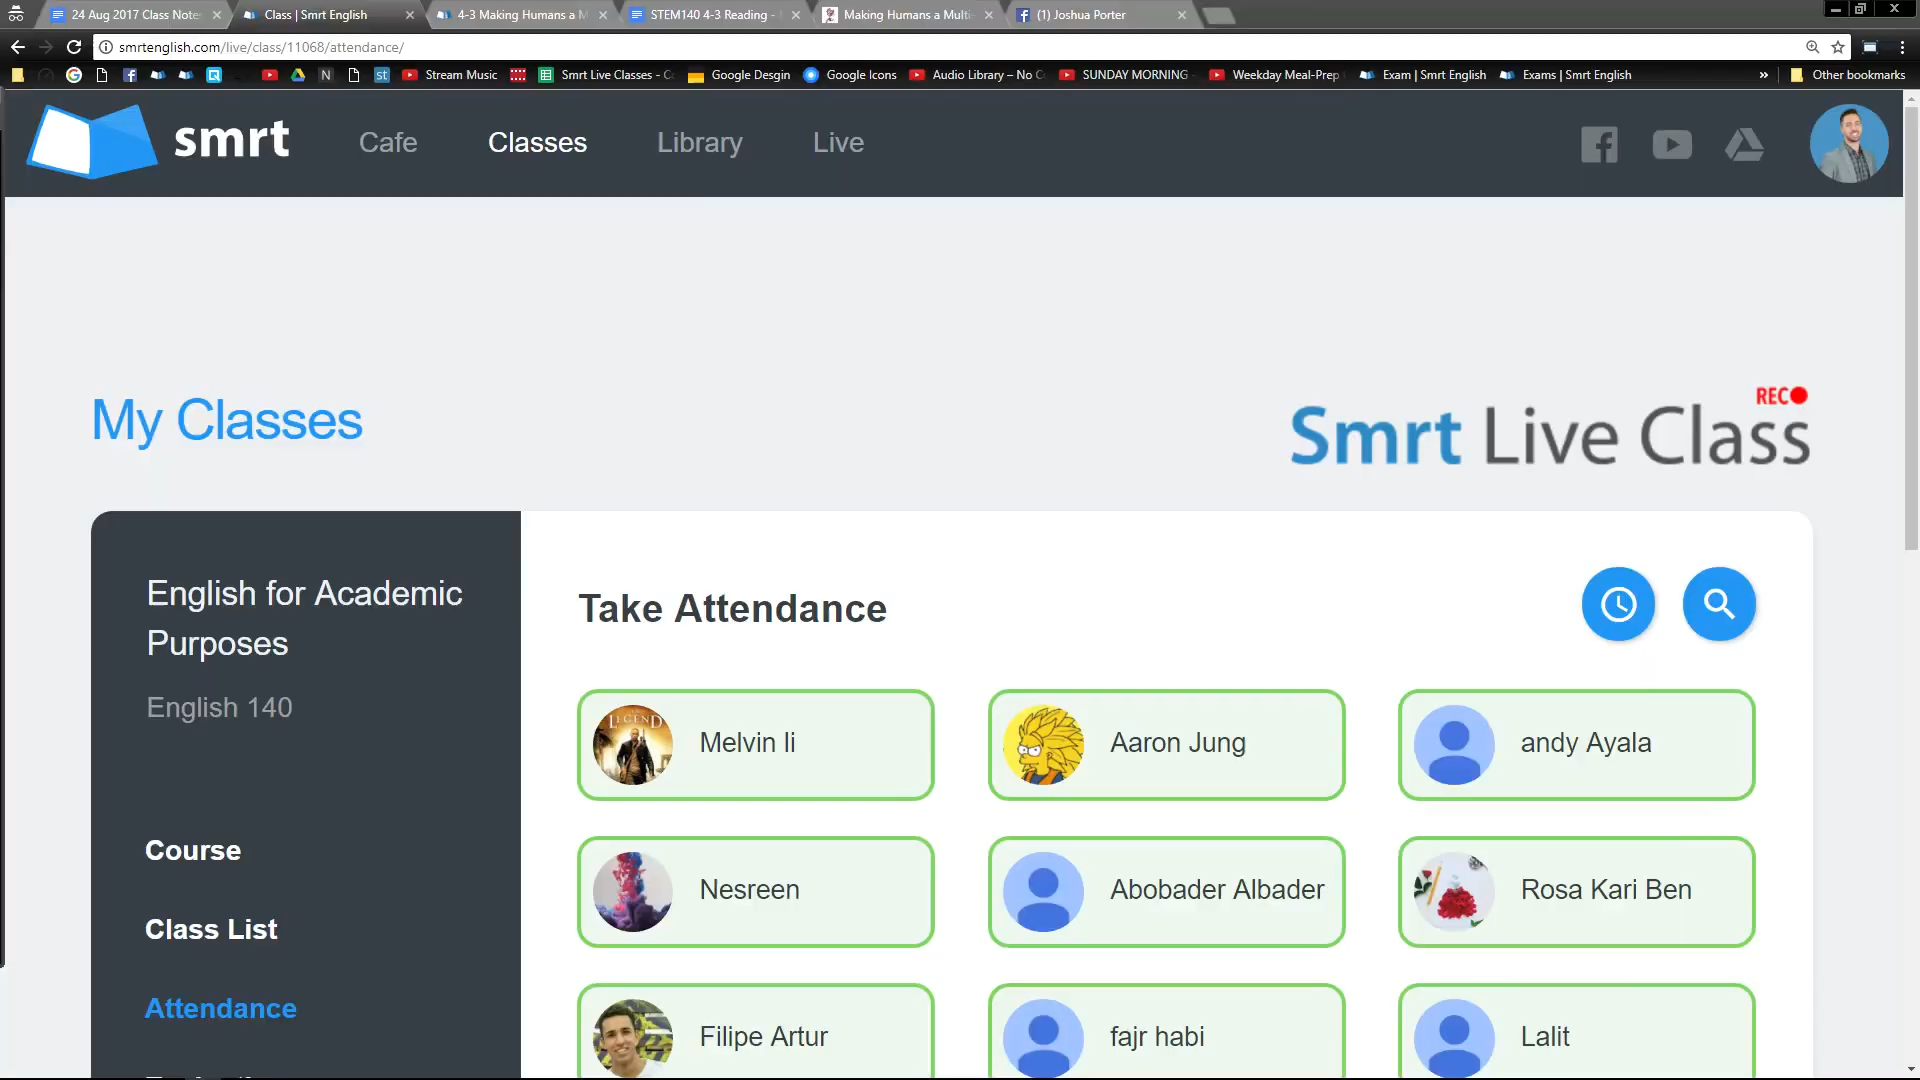 24 Aug 2017 Class Note
Class | Smrt English
4-3 Making Humans a M
STEM140 4-3 Reading -
Making Humans a Multi-
(1) Joshua Porter
smrtenglish.com/live/class/11068/attendance/
Stream Music
Smrt Live Classes - C
Google Desgin
Google Icons
Audio Library – No C
SUNDAY MORNING
Weekday Meal-Prep
Exam | Smrt English
Exams | Smrt English
»
Other bookmarks
smrt
Cafe
Classes
Library
Live
My Classes
REC
Smrt Live Class
English for Academic
Purposes
English 140
Course
Class List
Attendance
Take Attendance
LEGEND
Melvin li
Aaron Jung
andy Ayala
Nesreen
Abobader Albader
Rosa Kari Ben
Filipe Artur
fajr habi
Lalit